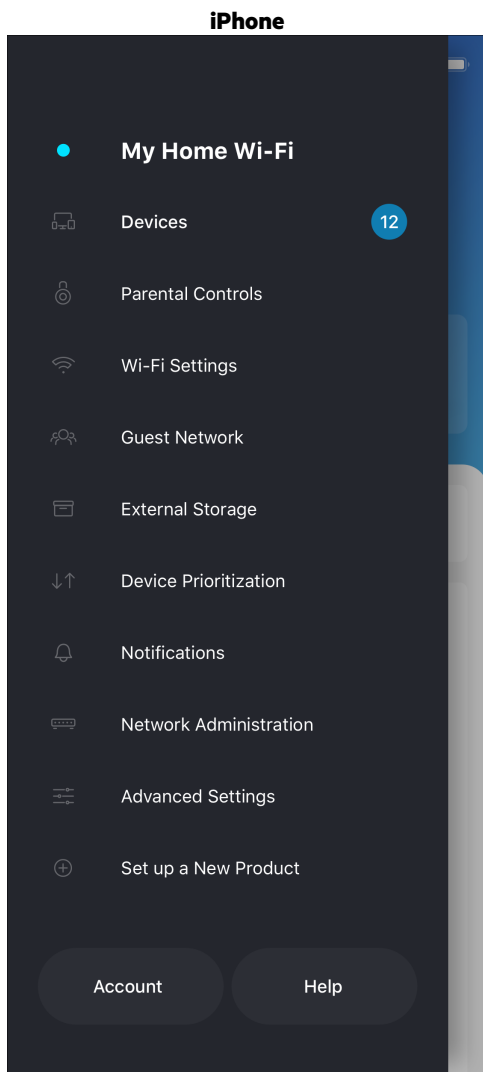 iPhone
My Home Wi-Fi
Devices 12
Parental Controls
Wi-Fi Settings
Guest Network
External Storage
Device Prioritization
Notifications
Network Administration
Advanced Settings
Set up a New Product
Account Help